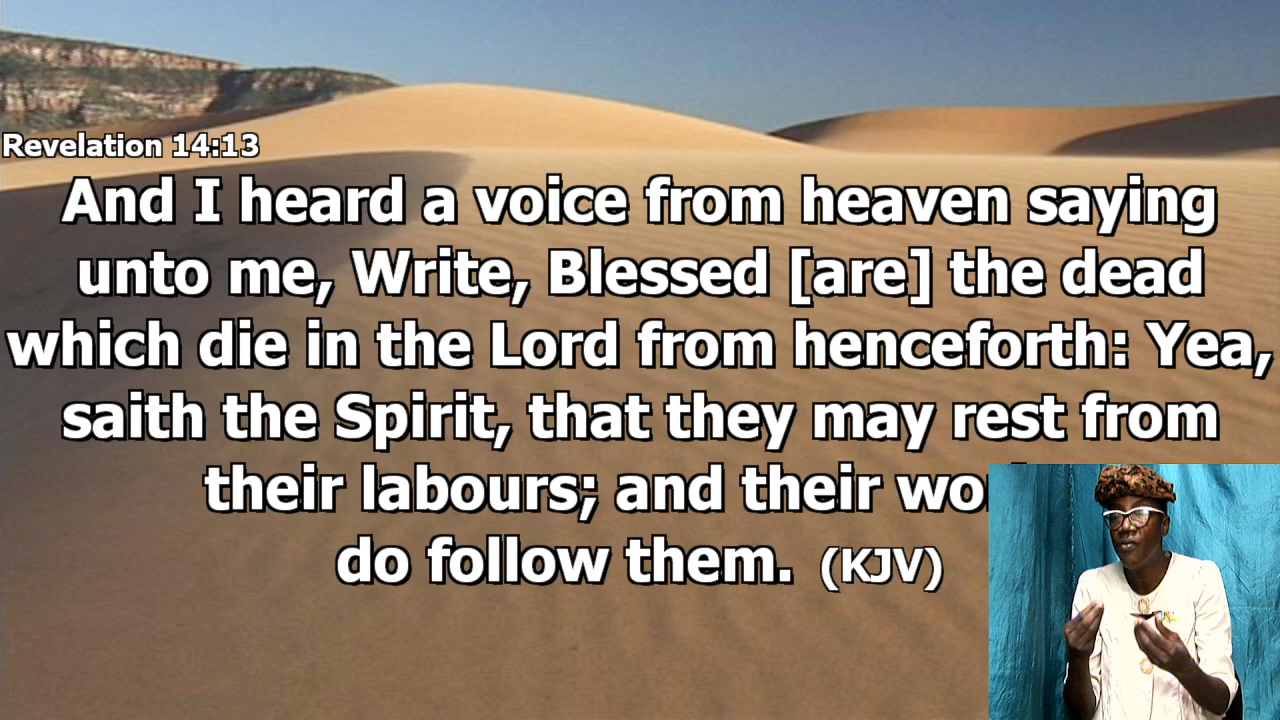 Revelation 14:13
And I heard a voice from heaven saying
unto me, Write, Blessed [are] the dead
which die in the Lord from henceforth: Yea,
saith the Spirit, that they may rest from
their labours; and their
do follow them. (KJV)